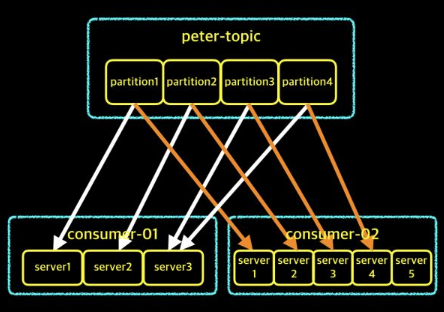 peter-topic
partition1 partition2 partition3 partition4
consumer-01 consumer-02
server1 server2 server3 server server server server server
1 2 3 4 5